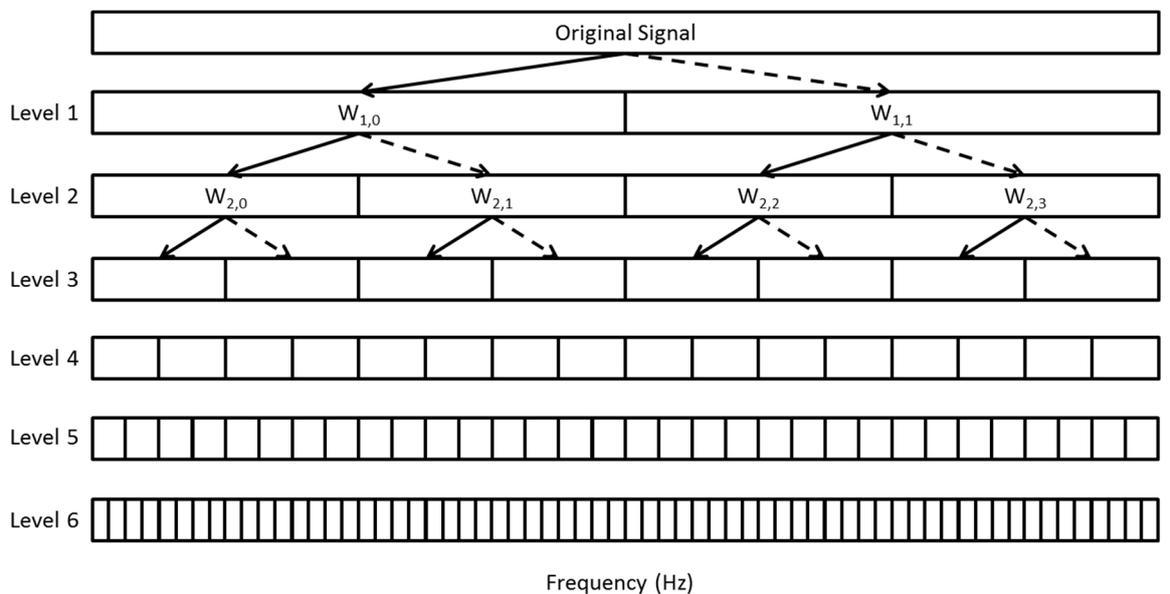 Original Signal
Level 1
W1,0
W1,1
Level 2
W2,0
W2,1
W2,2
W2,3
Level 3
Level 4
Level 5
Level 6
Frequency (Hz)